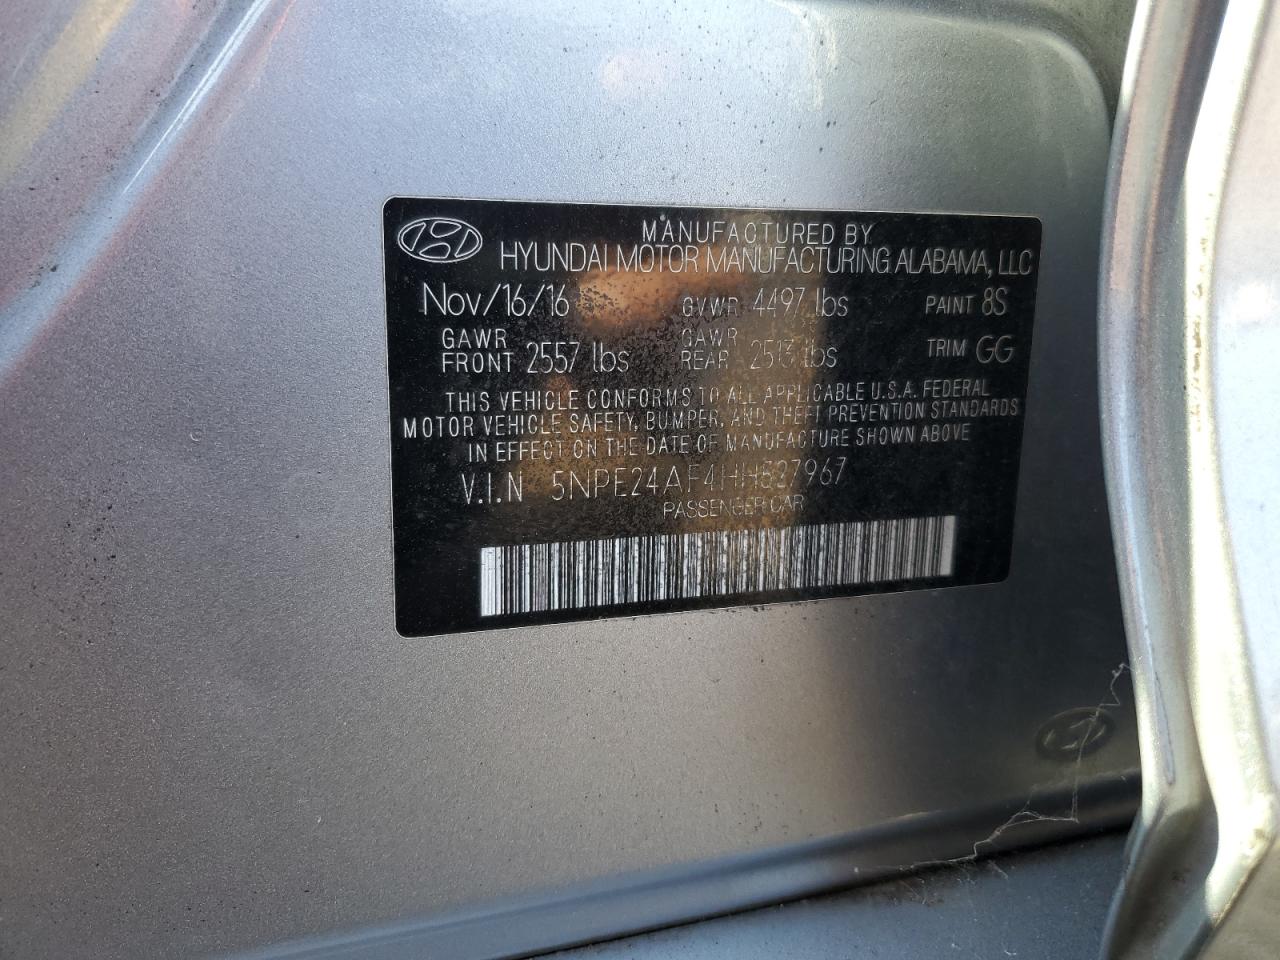 MANUFACTURED BY
HYUNDAI MOTOR MANUFACTURING ALABAMA, LLC
Nov/16/16 GVWR 4497 lbs PAINT 8S
GAWR FRONT 2557 lbs GAWR REAR 2513 lbs TRIM GG
THIS VEHICLE CONFORMS TO ALL APPLICABLE U.S.A. FEDERAL
MOTOR VEHICLE SAFETY, BUMPER, AND THEFT PREVENTION STANDARDS
IN EFFECT ON THE DATE OF MANUFACTURE SHOWN ABOVE
V.I.N 5NPE24AF4HH527967
PASSENGER CAR